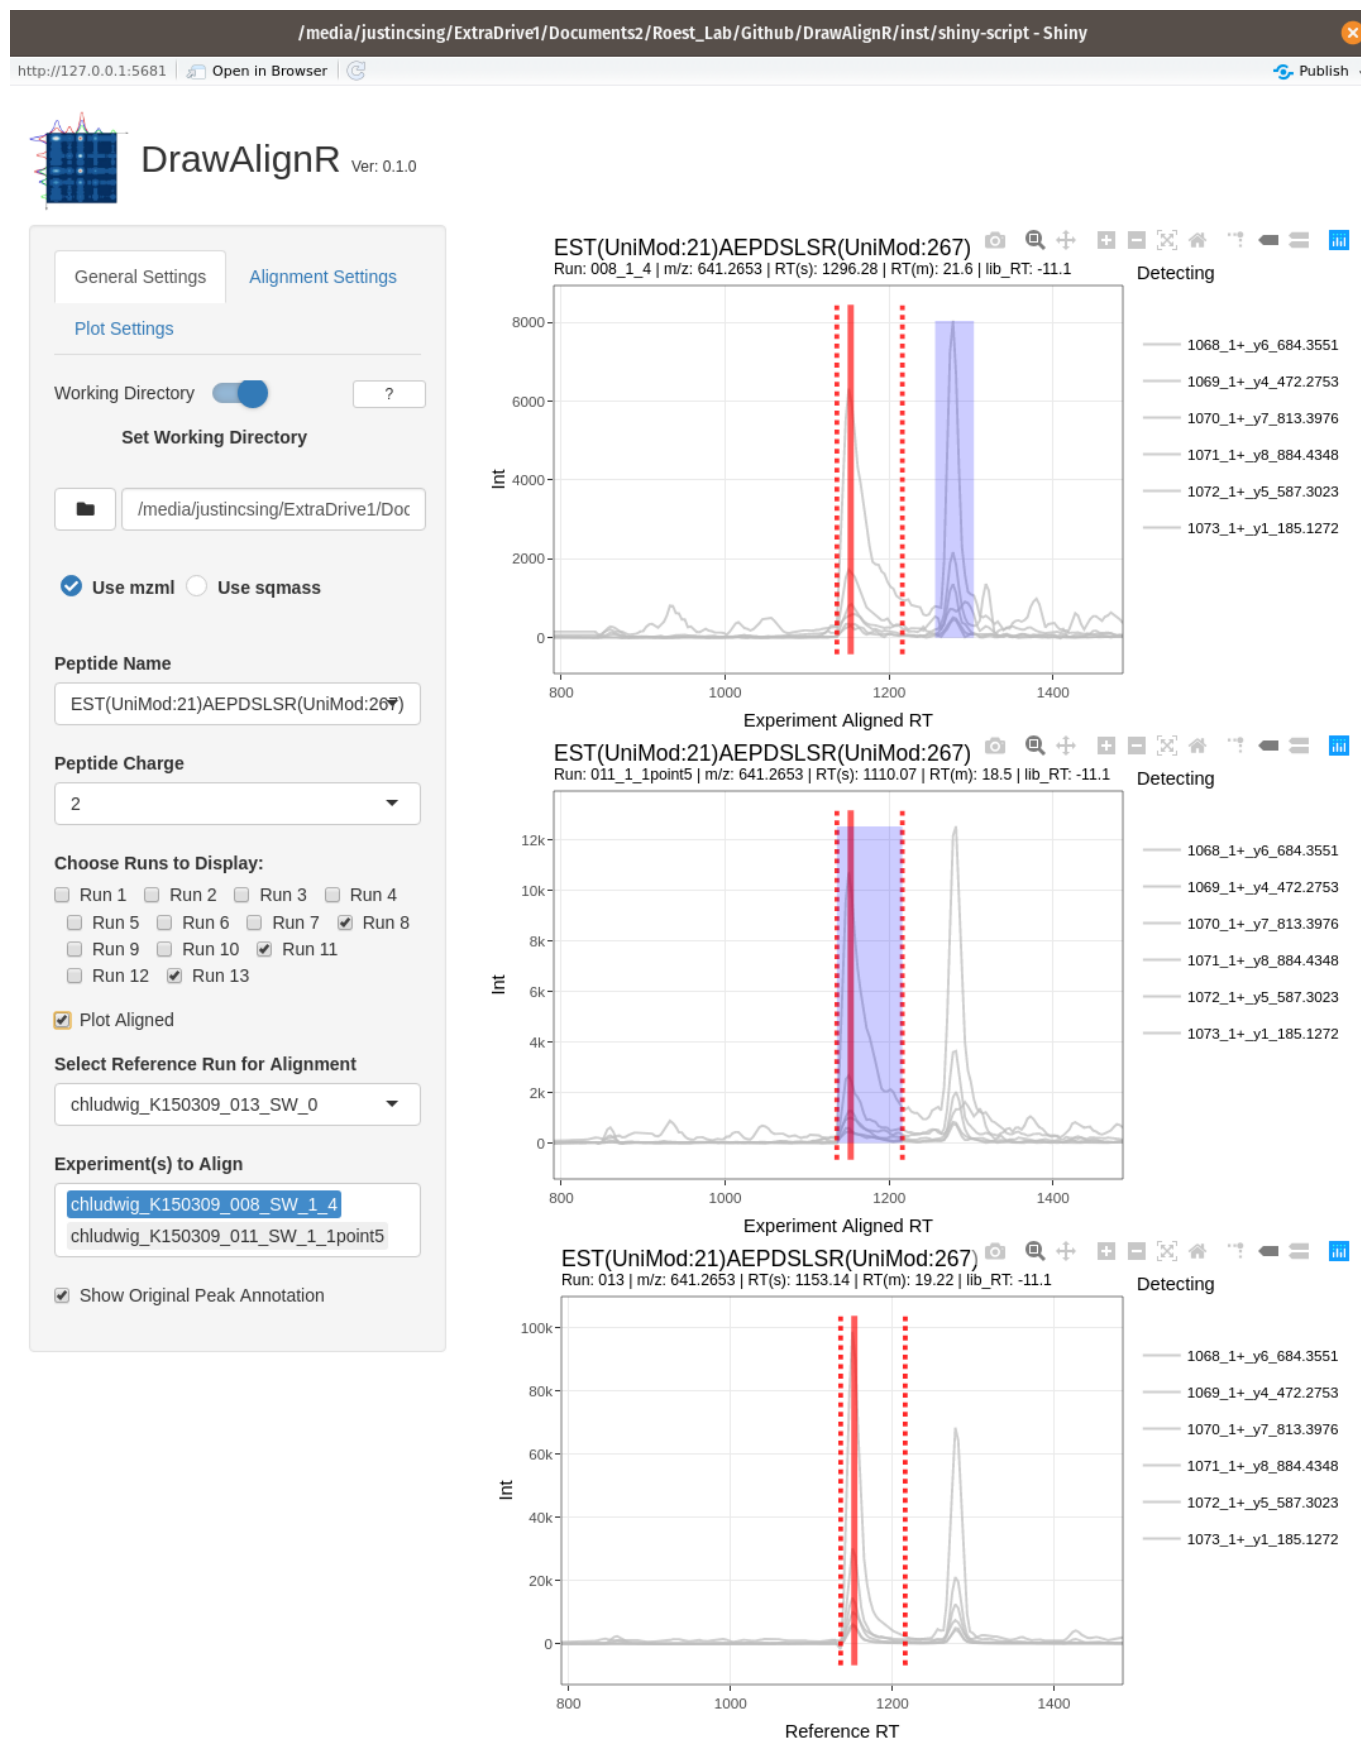 /media/justincsing/ExtraDrive1/Documents2/Roest_Lab/Github/DrawAlignR/inst/shiny-script - Shiny
http://127.0.0.1:5681 Open in Browser Publish
DrawAlignR Ver: 0.1.0
General Settings Alignment Settings
Plot Settings
Working Directory ?
Set Working Directory
/media/justincsing/ExtraDrive1/Doc
Use mzml Use sqmass
Peptide Name
EST(UniMod:21)AEPDSLSR(UniMod:267)
Peptide Charge
2
Choose Runs to Display:
Run 1 Run 2 Run 3 Run 4
Run 5 Run 6 Run 7 Run 8
Run 9 Run 10 Run 11
Run 12 Run 13
Plot Aligned
Select Reference Run for Alignment
chludwig_K150309_013_SW_0
Experiment(s) to Align
chludwig_K150309_008_SW_1_4
chludwig_K150309_011_SW_1_1point5
Show Original Peak Annotation
EST(UniMod:21)AEPDSLSR(UniMod:267)
Run: 008_1_4 | m/z: 641.2653 | RT(s): 1296.28 | RT(m): 21.6 | lib_RT: -11.1
Detecting
1068_1+_y6_684.3551
1069_1+_y4_472.2753
1070_1+_y7_813.3976
1071_1+_y8_884.4348
1072_1+_y5_587.3023
1073_1+_y1_185.1272
8000
6000
4000
2000
0
Int
800 1000 1200 1400
Experiment Aligned RT
EST(UniMod:21)AEPDSLSR(UniMod:267)
Run: 011_1_1point5 | m/z: 641.2653 | RT(s): 1110.07 | RT(m): 18.5 | lib_RT: -11.1
Detecting
1068_1+_y6_684.3551
1069_1+_y4_472.2753
1070_1+_y7_813.3976
1071_1+_y8_884.4348
1072_1+_y5_587.3023
1073_1+_y1_185.1272
12k
10k
8k
6k
4k
2k
0
Int
800 1000 1200 1400
Experiment Aligned RT
EST(UniMod:21)AEPDSLSR(UniMod:267)
Run: 013 | m/z: 641.2653 | RT(s): 1153.14 | RT(m): 19.22 | lib_RT: -11.1
Detecting
1068_1+_y6_684.3551
1069_1+_y4_472.2753
1070_1+_y7_813.3976
1071_1+_y8_884.4348
1072_1+_y5_587.3023
1073_1+_y1_185.1272
100k
80k
60k
40k
20k
0
Int
800 1000 1200 1400
Reference RT